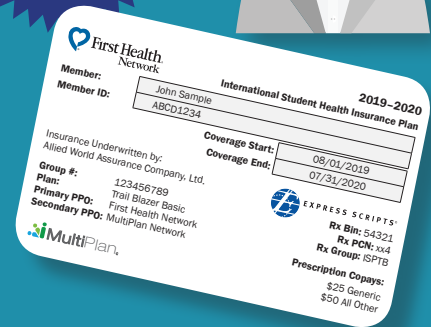 First Health
Network
2019–2020
International Student Health Insurance Plan
Member: John Sample
Member ID: ABCD1234
Coverage Start: 08/01/2019
Coverage End: 07/31/2020
Insurance Underwritten by:
Allied World Assurance Company, Ltd.
Group #: 123456789
Plan: Trail Blazer Basic
Primary PPO: First Health Network
Secondary PPO: MultiPlan Network
MultiPlan
EXPRESS SCRIPTS
Rx Bin: 54321
Rx PCN: xx4
Rx Group: ISPTB
Prescription Copays:
$25 Generic
$50 All Other